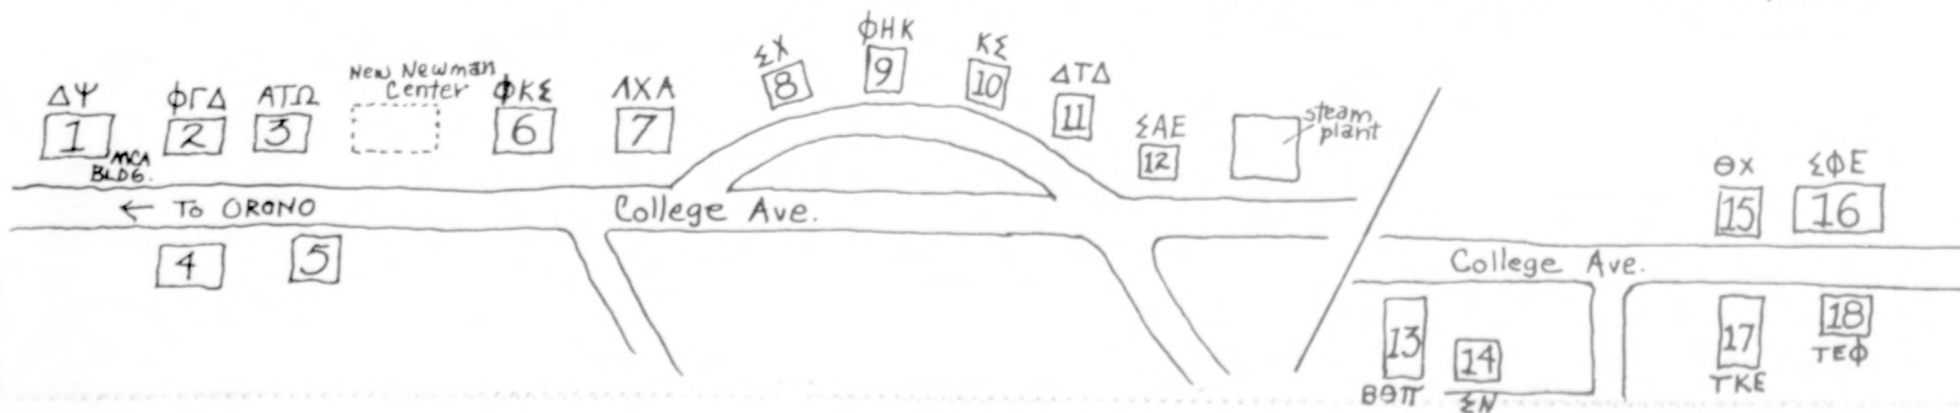 ΔΨ
1
MCA
BLDG.
ΦΓΔ
2
ΑΤΩ
3
New Newman
Center
ΦΚΣ
6
ΛΧΑ
7
ΣΧ
8
ΦΗΚ
9
ΚΣ
10
ΔΤΔ
11
ΣΑΕ
12
steam
plant
← TO ORONO
College Ave.
4
5
ΘΧ
15
ΣΦΕ
16
College Ave.
13
ΒΘΠ
14
ΣΝ
17
ΤΚΕ
18
ΤΕΦ